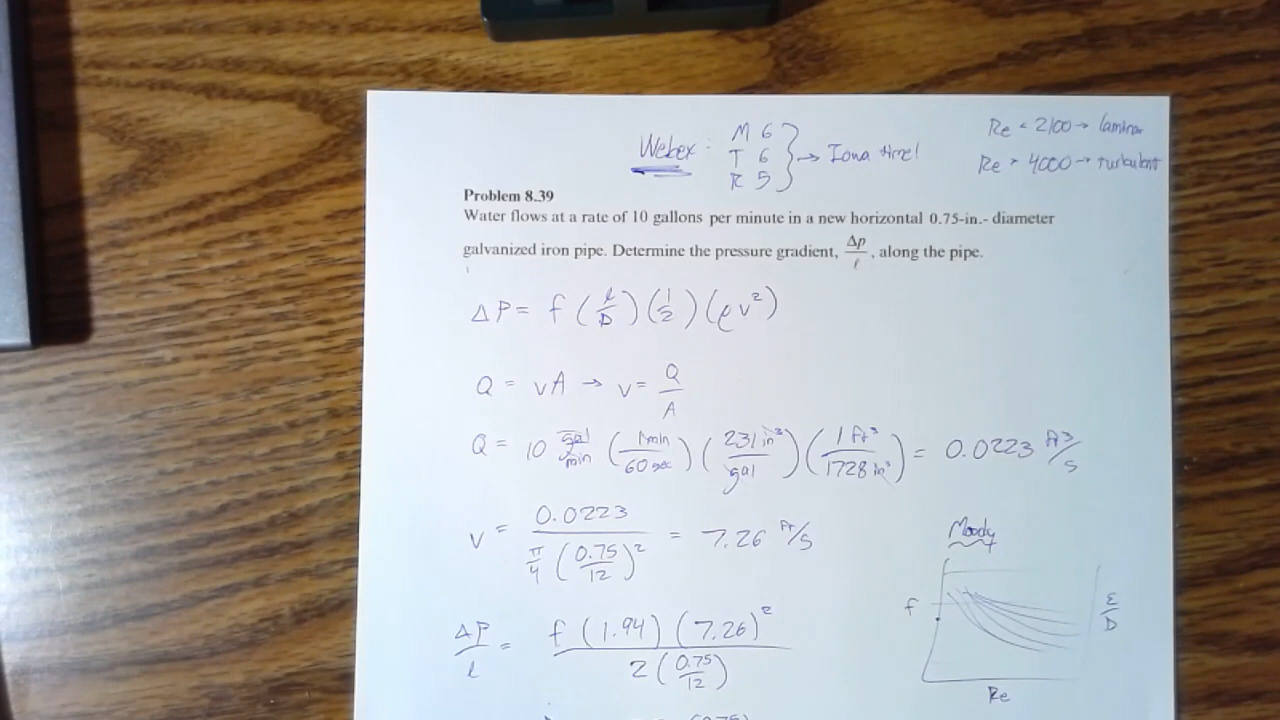 Webex : M 6
T 6
R 5
→ Iowa time!
Re < 2100 → laminar
Re > 4000 → turbulent
Problem 8.39
Water flows at a rate of 10 gallons per minute in a new horizontal 0.75-in.- diameter
galvanized iron pipe. Determine the pressure gradient, Δp/ℓ, along the pipe.
ΔP = f (ℓ/D) (1/2) (ρv²)
Q = vA → v = Q/A
Q = 10 gal/min (1min/60 sec) (231 in³/gal) (1 ft³/1728 in³) = 0.0223 ft³/s
v = 0.0223 / (π/4 (0.75/12)²) = 7.26 ft/s
Moody
f
ε/D
Re
ΔP/ℓ = f (1.94) (7.26)² / 2 (0.75/12)